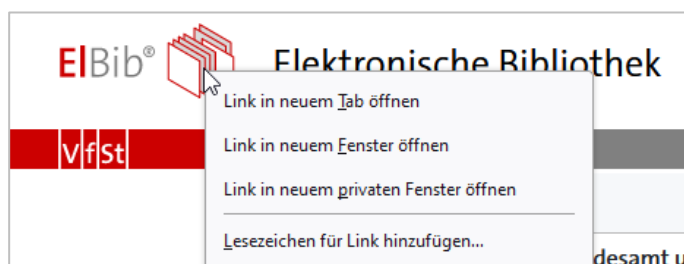 ElBib® Elektronische Bibliothek
Link in neuem Tab öffnen
VfSt
Link in neuem Fenster öffnen
Link in neuem privaten Fenster öffnen
Lesezeichen für Link hinzufügen...
desamt u